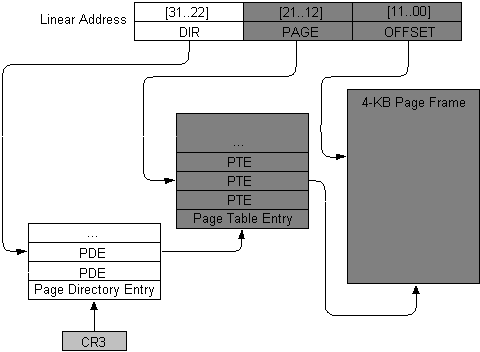 Linear Address
[31..22] [21..12] [11..00]
DIR PAGE OFFSET
4-KB Page Frame
...
PTE
PTE
PTE
Page Table Entry
...
PDE
PDE
Page Directory Entry
CR3